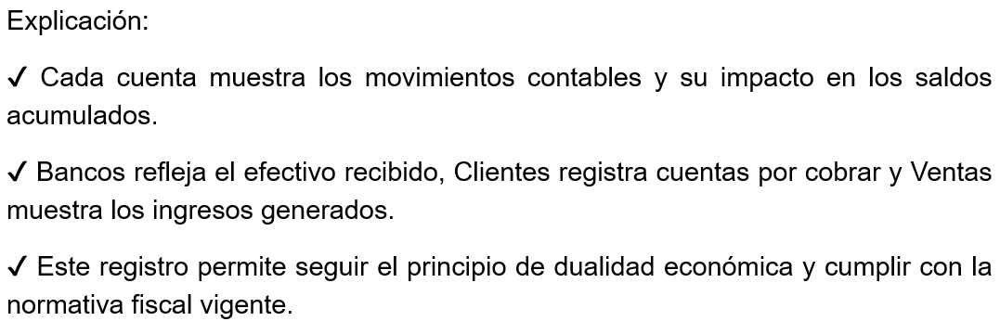 Explicación:
✓ Cada cuenta muestra los movimientos contables y su impacto en los saldos
acumulados.
✓ Bancos refleja el efectivo recibido, Clientes registra cuentas por cobrar y Ventas
muestra los ingresos generados.
✓ Este registro permite seguir el principio de dualidad económica y cumplir con la
normativa fiscal vigente.